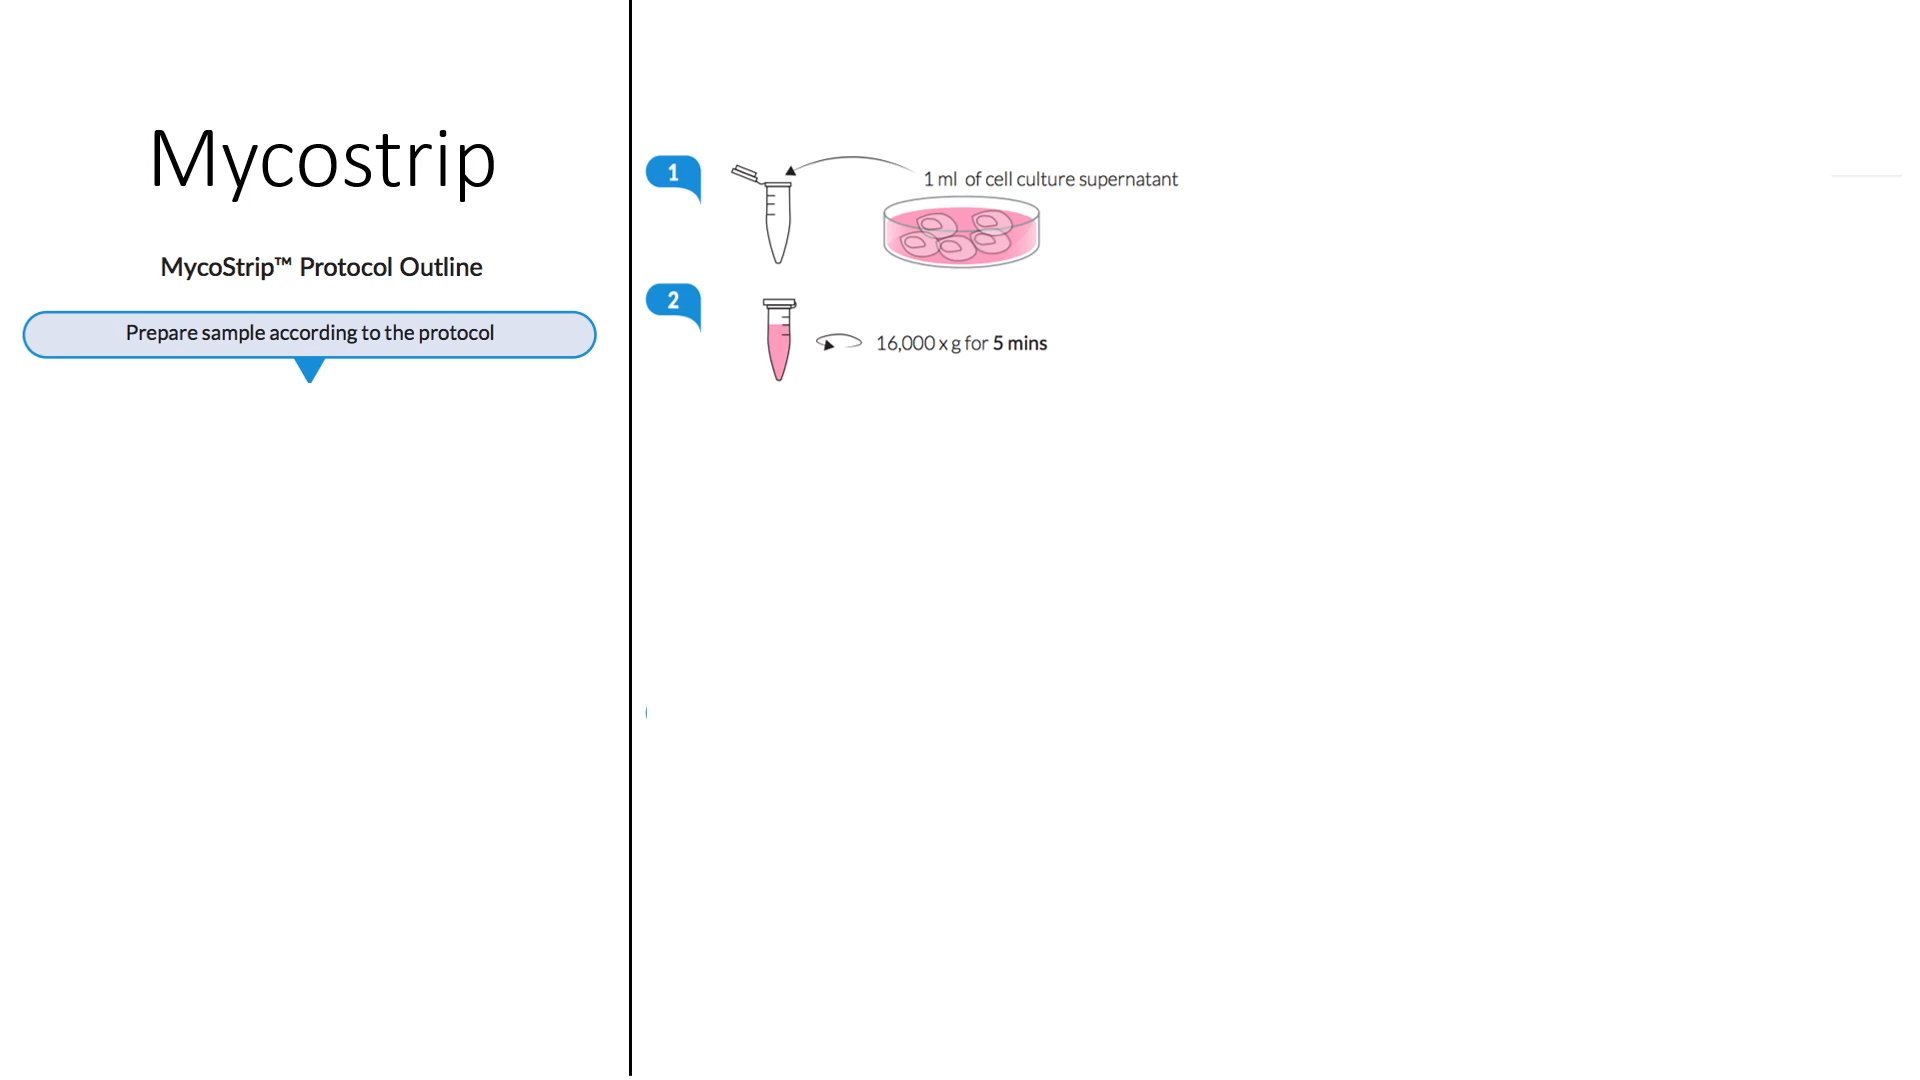 Mycostrip
MycoStrip™ Protocol Outline
Prepare sample according to the protocol
1
1 ml of cell culture supernatant
2
16,000 x g for 5 mins